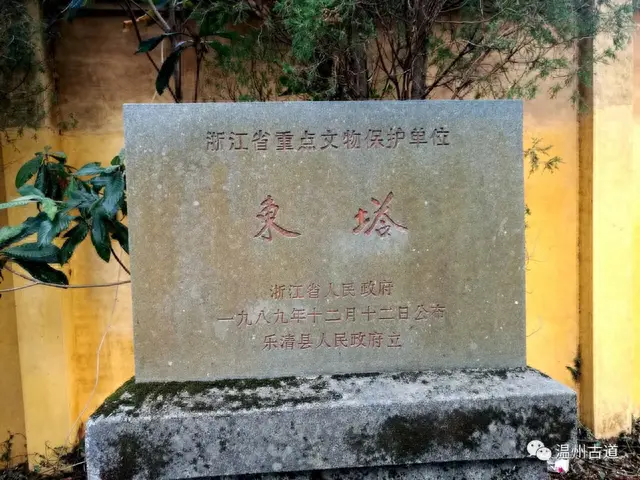 浙江省重点文物保护单位
东塔
浙江省人民政府
一九八九年十二月十二日公布
乐清县人民政府立
温州古道